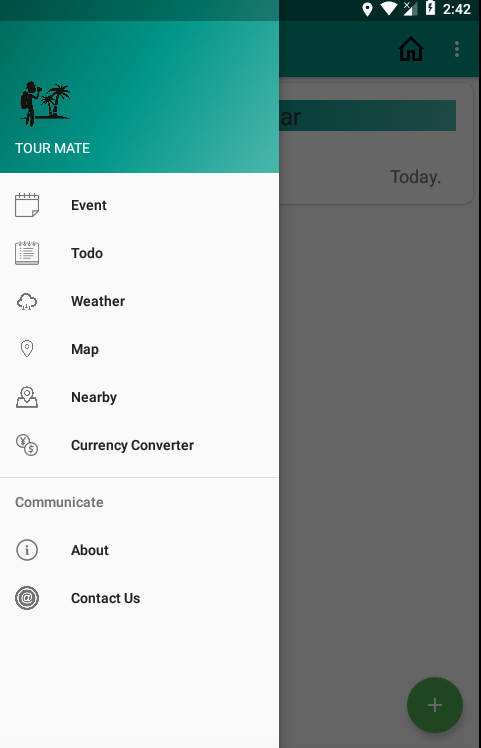 2:42
TOUR MATE
ar
Today.
Event
Todo
Weather
Map
Nearby
Currency Converter
Communicate
About
Contact Us